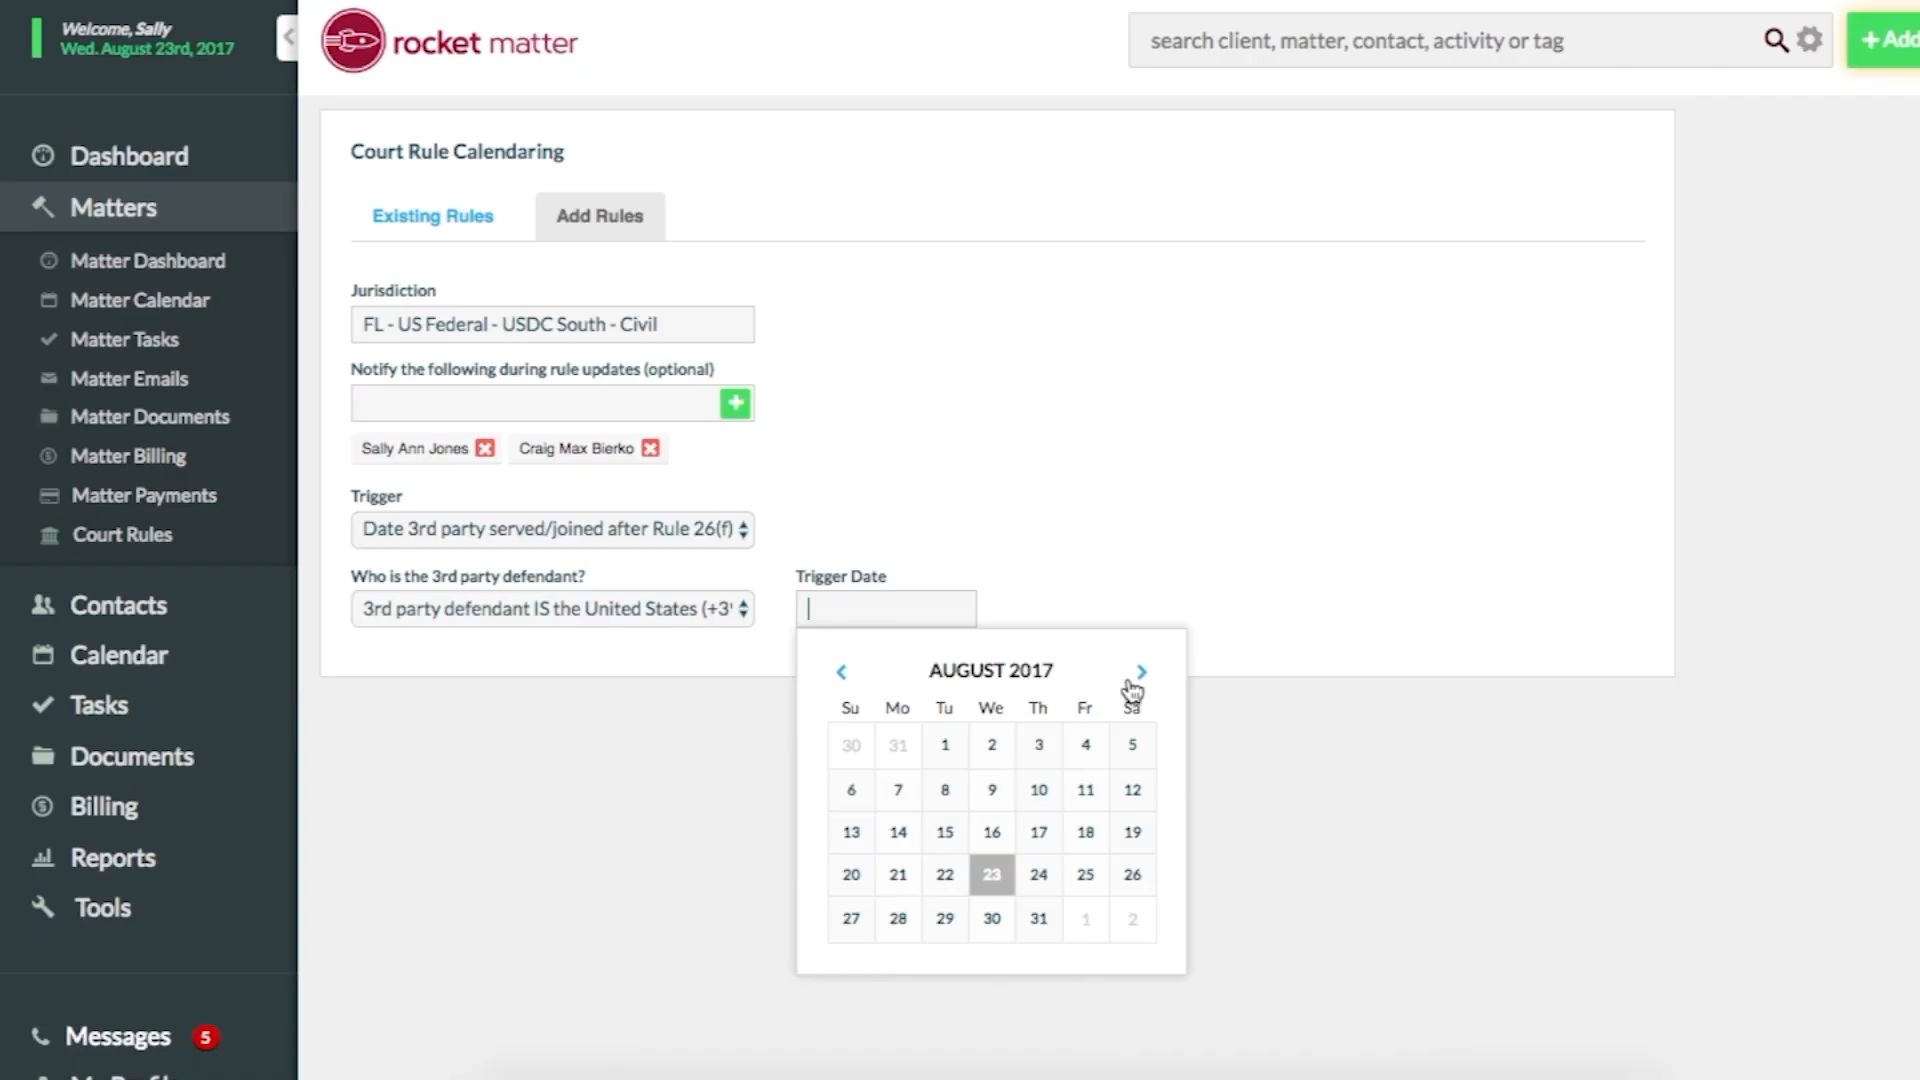 Welcome, Sally
Wed. August 23rd, 2017
rocket matter
search client, matter, contact, activity or tag
+ Add
Dashboard
Matters
Matter Dashboard
Matter Calendar
Matter Tasks
Matter Emails
Matter Documents
Matter Billing
Matter Payments
Court Rules
Contacts
Calendar
Tasks
Documents
Billing
Reports
Tools
Messages 5
Court Rule Calendaring
Existing Rules Add Rules
Jurisdiction
FL - US Federal - USDC South - Civil
Notify the following during rule updates (optional)
Sally Ann Jones Craig Max Bierko
Trigger
Date 3rd party served/joined after Rule 26(f)
Who is the 3rd party defendant? Trigger Date
3rd party defendant IS the United States (+3
AUGUST 2017
Su Mo Tu We Th Fr Sa
30 31 1 2 3 4 5
6 7 8 9 10 11 12
13 14 15 16 17 18 19
20 21 22 23 24 25 26
27 28 29 30 31 1 2